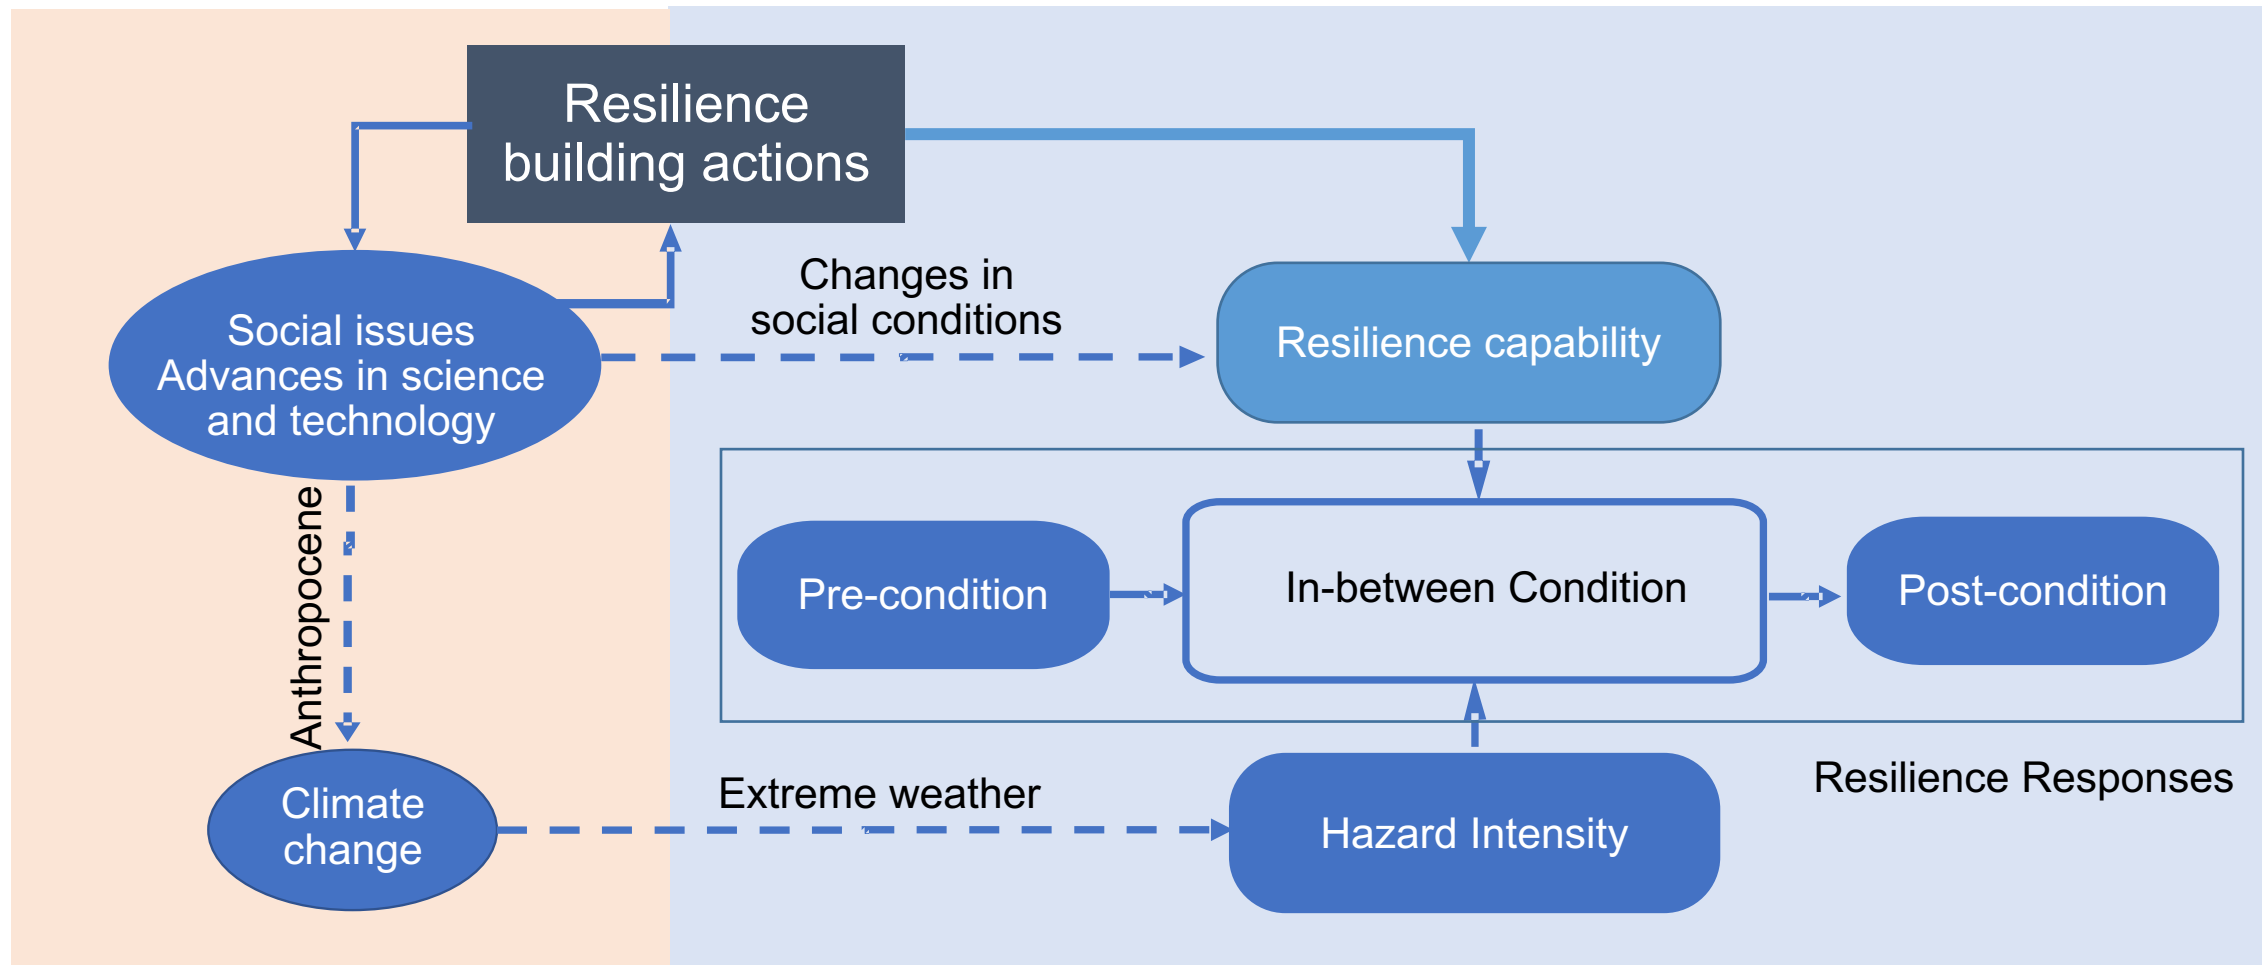 Resilience
building actions
Changes in
social conditions
Social issues
Advances in science
and technology
Resilience capability
Anthropocene
Pre-condition
In-between Condition
Post-condition
Climate
change
Extreme weather
Hazard Intensity
Resilience Responses